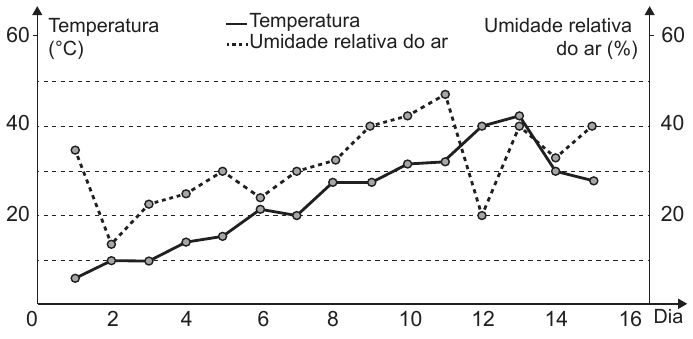 Temperatura
(°C)
Temperatura
Umidade relativa do ar
Umidade relativa
do ar (%)
60
40
20
60
40
20
0 2 4 6 8 10 12 14 16 Dia